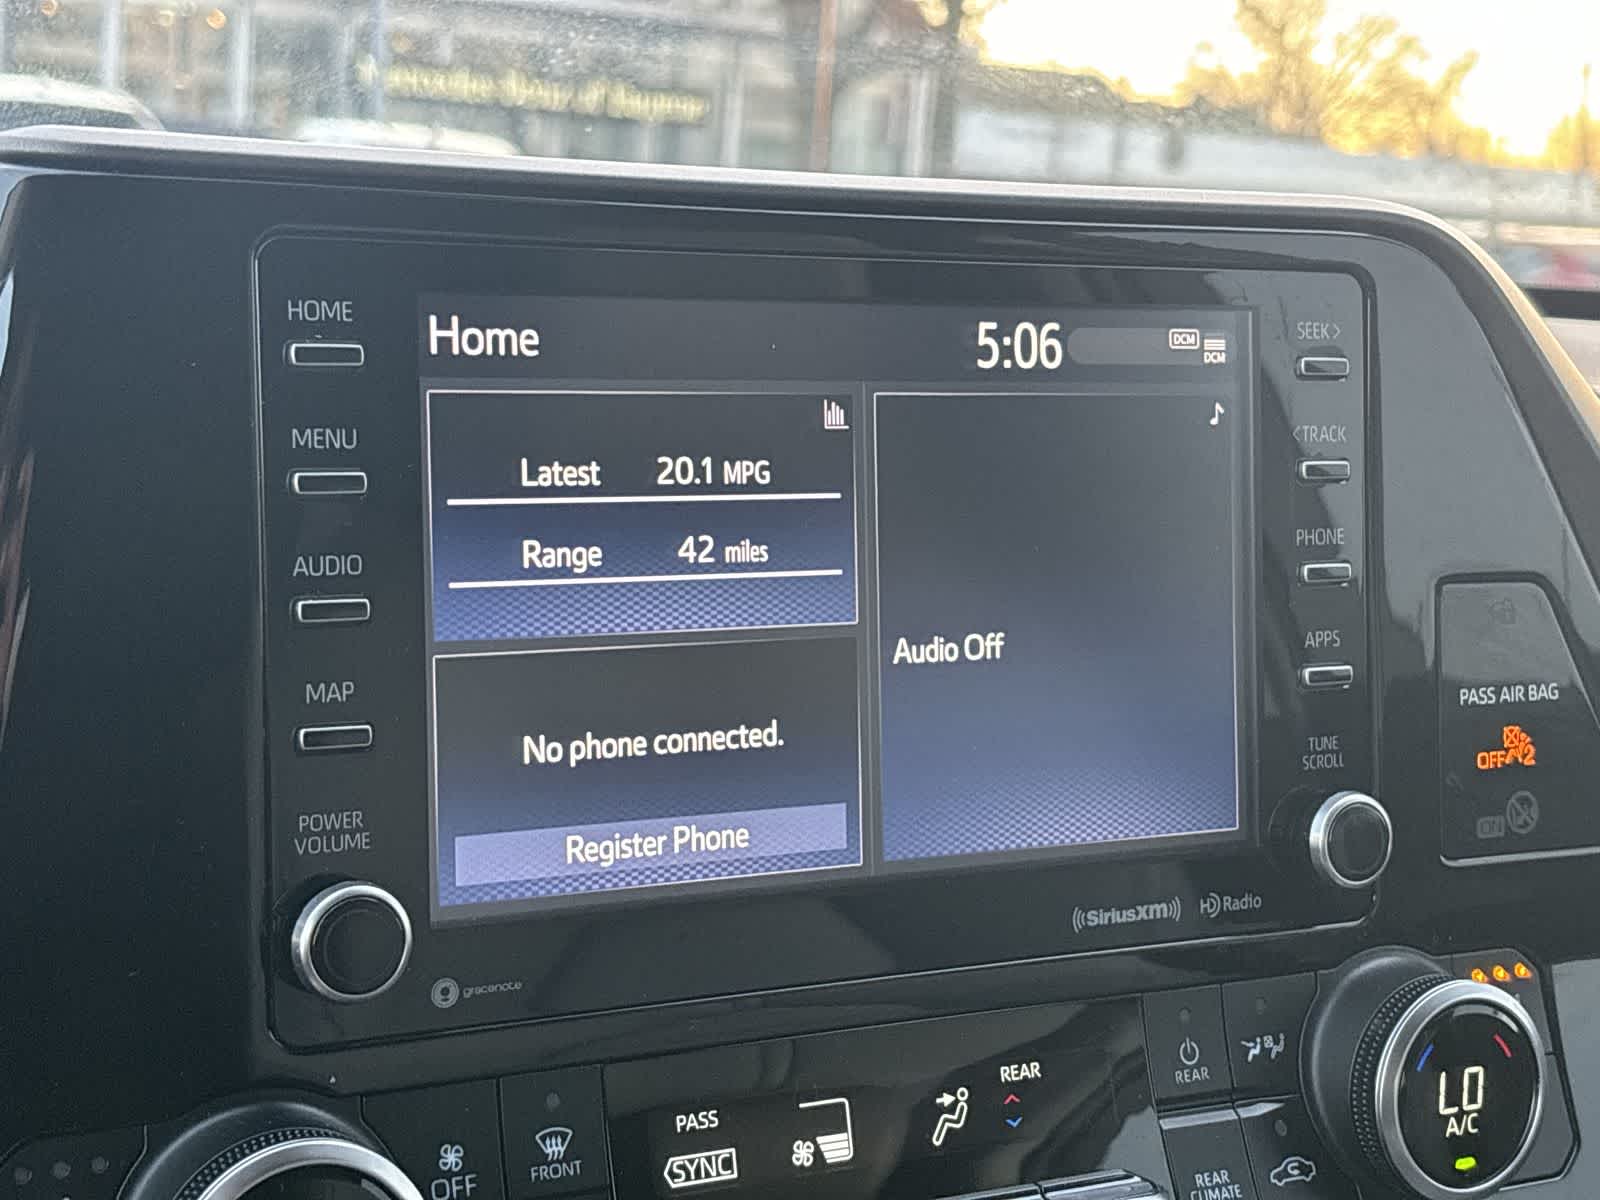 HOME
MENU
AUDIO
MAP
POWER
VOLUME
Home
5:06
DCM
DCM
Latest 20.1 MPG
Range 42 miles
No phone connected.
Register Phone
Audio Off
SEEK >
< TRACK
PHONE
APPS
TUNE
SCROLL
PASS AIR BAG
OFF 2
ON
gracenote
((SiriusXM))
HD Radio
OFF
FRONT
PASS
SYNC
REAR
REAR
REAR
CLIMATE
LO
A/C